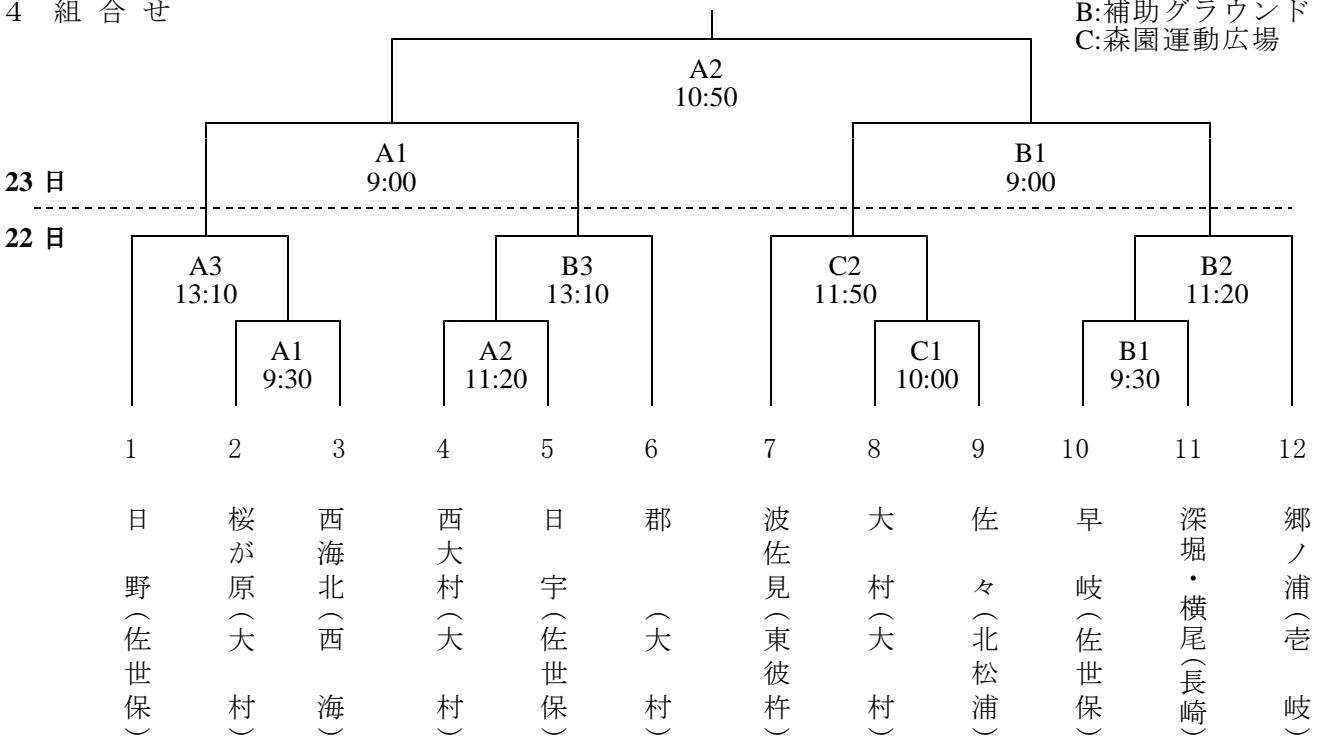 4 組 合 せ
B:補助グラウンド
C:森園運動広場
A2
10:50
A1
9:00
B1
9:00
23 日
22 日
A3
13:10
B3
13:10
C2
11:50
B2
11:20
A1
9:30
A2
11:20
C1
10:00
B1
9:30
1 2 3 4 5 6 7 8 9 10 11 12
日 野(佐世保)
桜が原(大 村)
西海北(西 海)
西大村(大 村)
日 宇(佐世保)
郡 (大 村)
波佐見(東彼杵)
大 村(大 村)
佐 々(北松浦)
早 岐(佐世保)
深堀・横尾(長崎)
郷ノ浦(壱 岐)